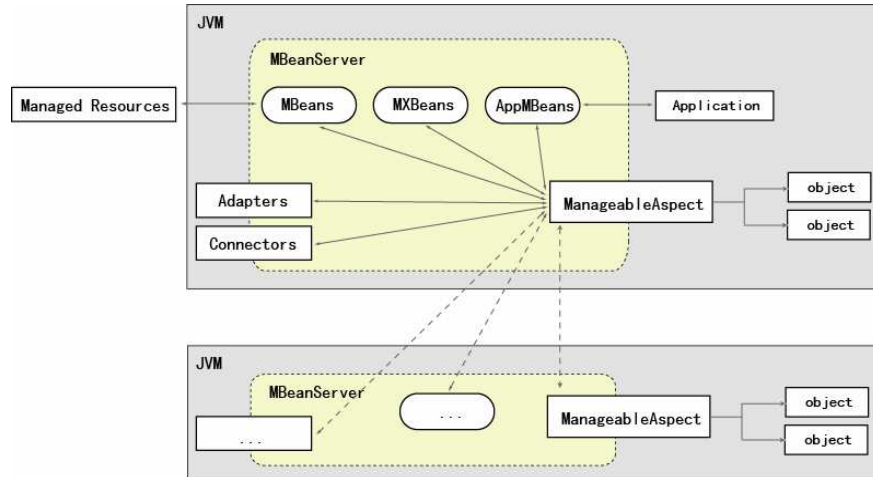 JVM
MBeanServer
Managed Resources
MBeans
MXBeans
AppMBeans
Application
Adapters
ManageableAspect
object
object
Connectors
JVM
MBeanServer
...
...
ManageableAspect
object
object